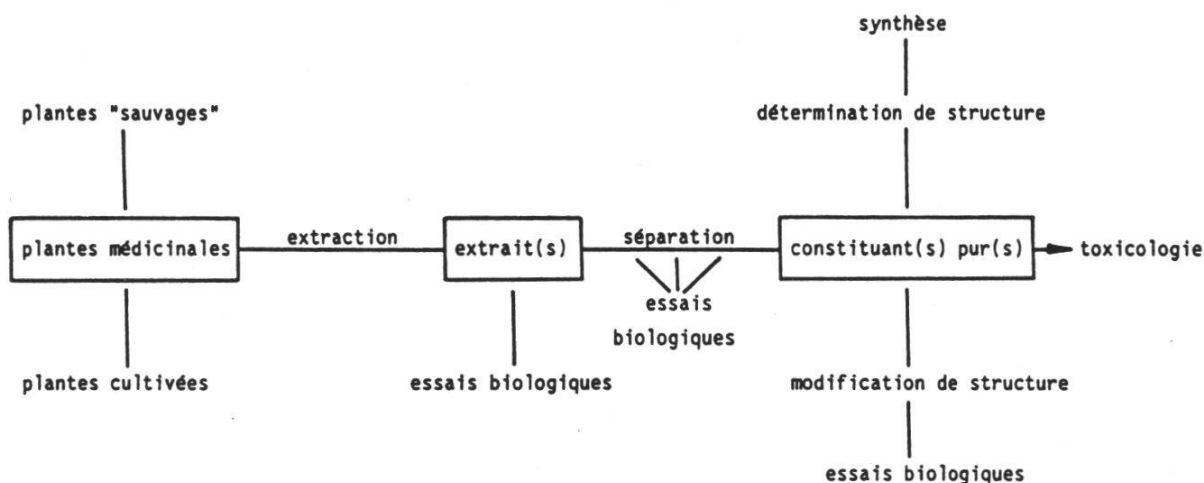 synthèse
plantes "sauvages"
détermination de structure
plantes médicinales
extraction
extrait(s)
séparation
constituant(s) pur(s)
toxicologie
essais
biologiques
plantes cultivées
essais biologiques
modification de structure
essais biologiques